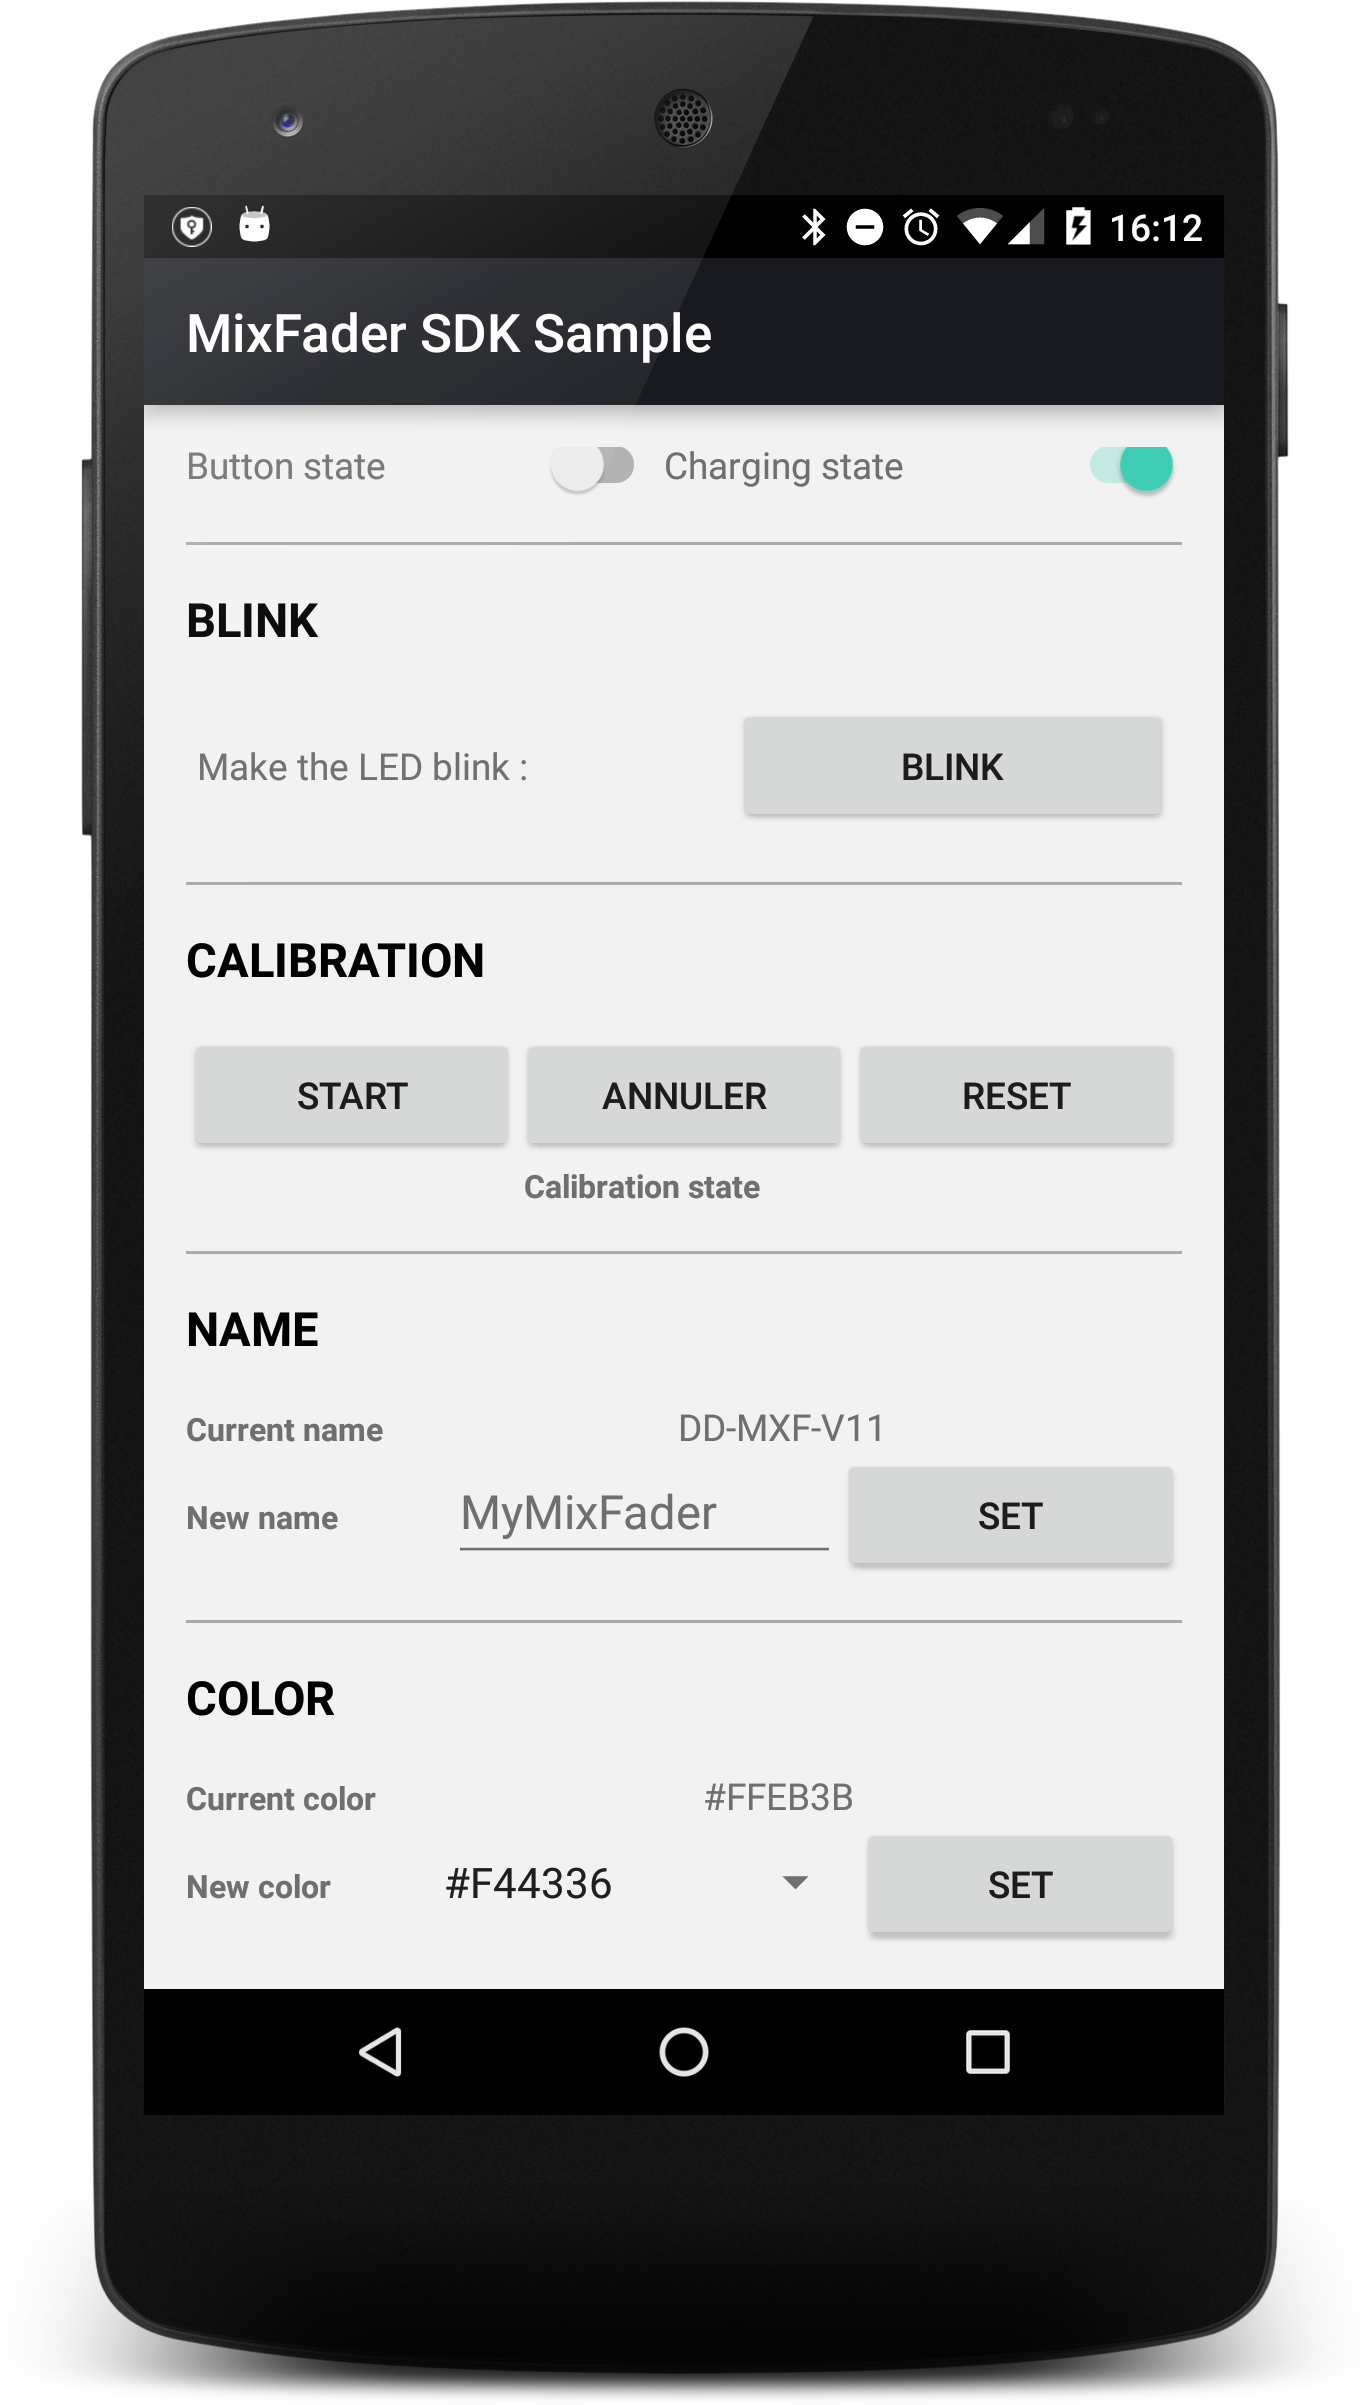 16:12
MixFader SDK Sample
Button state Charging state
BLINK
Make the LED blink : BLINK
CALIBRATION
START ANNULER RESET
Calibration state
NAME
Current name DD-MXF-V11
New name MyMixFader SET
COLOR
Current color #FFEB3B
New color #F44336 SET